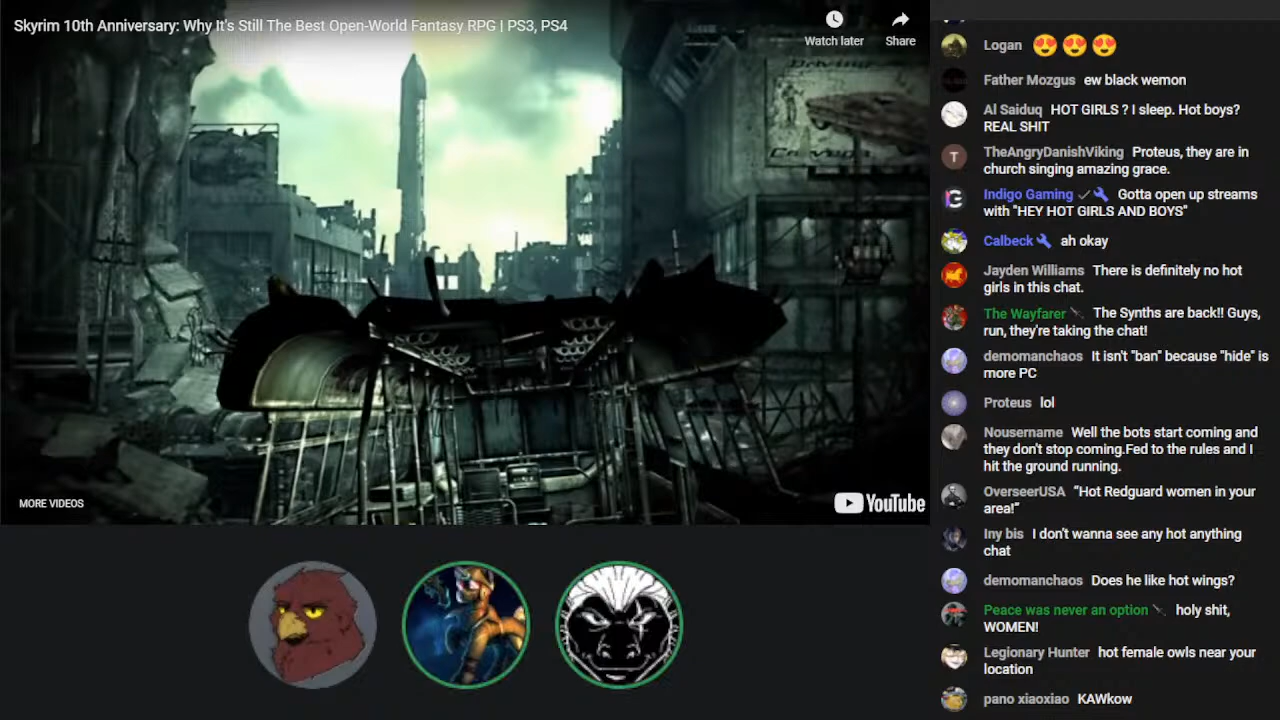 Skyrim 10th Anniversary: Why It's Still The Best Open-World Fantasy RPG | PS3, PS4
Watch later
Share
MORE VIDEOS
YouTube
Logan
Father Mozgus ew black wemon
Al Saiduq HOT GIRLS ? I sleep. Hot boys?
REAL SHIT
T
TheAngryDanishViking Proteus, they are in
church singing amazing grace.
Indigo Gaming Gotta open up streams
with "HEY HOT GIRLS AND BOYS"
Calbeck ah okay
Jayden Williams There is definitely no hot
girls in this chat.
The Wayfarer The Synths are back!! Guys,
run, they're taking the chat!
demomanchaos It isn't "ban" because "hide" is
more PC
Proteus lol
Nousername Well the bots start coming and
they don't stop coming.Fed to the rules and I
hit the ground running.
OverseerUSA “Hot Redguard women in your
area!”
Iny bis I don't wanna see any hot anything
chat
demomanchaos Does he like hot wings?
Peace was never an option holy shit,
WOMEN!
Legionary Hunter hot female owls near your
location
pano xiaoxiao KAWkow